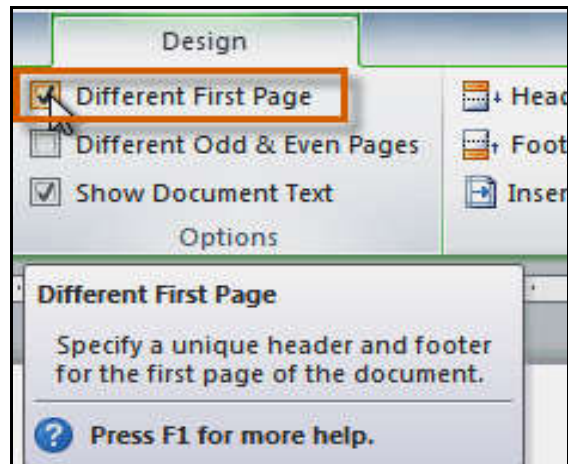 Design
Different First Page
Different Odd & Even Pages
Show Document Text
Options
Different First Page
Specify a unique header and footer
for the first page of the document.
Press F1 for more help.